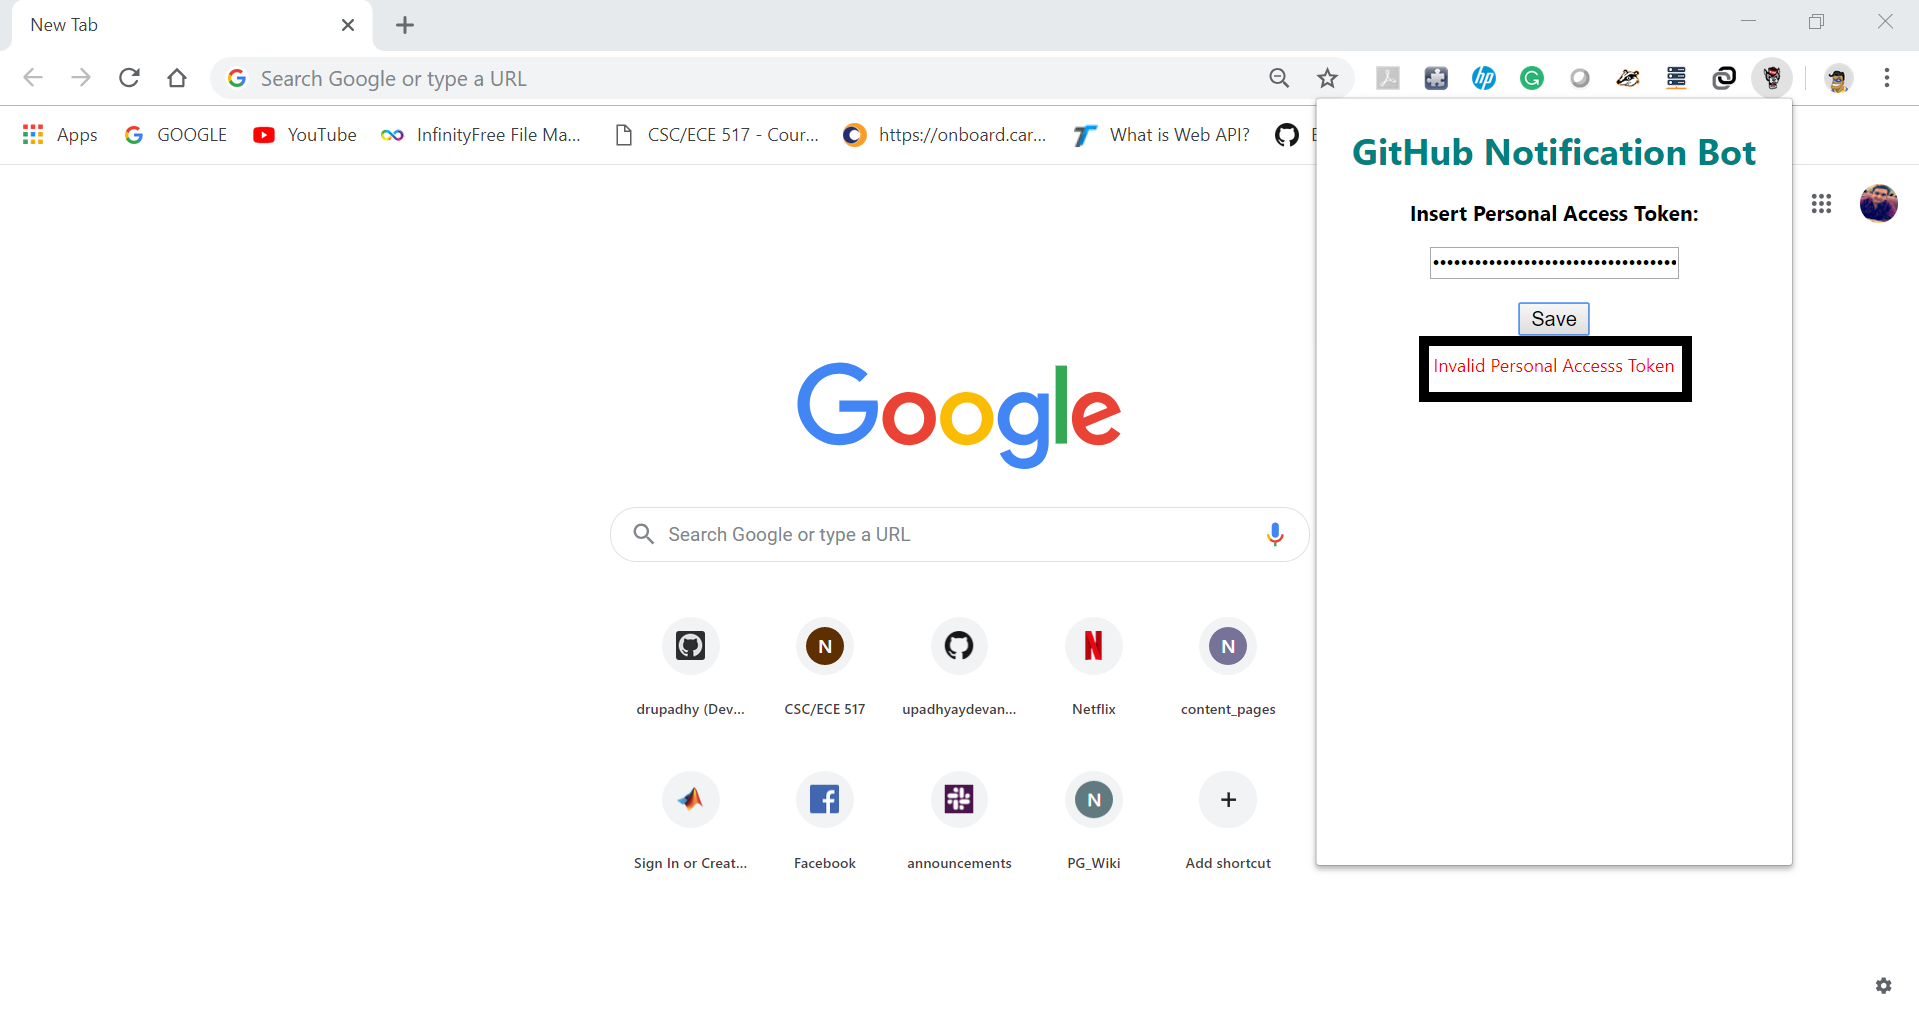 New Tab
Search Google or type a URL
Apps
GOOGLE
YouTube
InfinityFree File Ma...
CSC/ECE 517 - Cour...
https://onboard.car...
What is Web API?
GitHub Notification Bot
Insert Personal Access Token:
Save
Invalid Personal Accesss Token
Google
Search Google or type a URL
drupadhy (Dev...
N
CSC/ECE 517
upadhyaydevan...
Netflix
N
content_pages
Sign In or Creat...
Facebook
announcements
N
PG_Wiki
Add shortcut